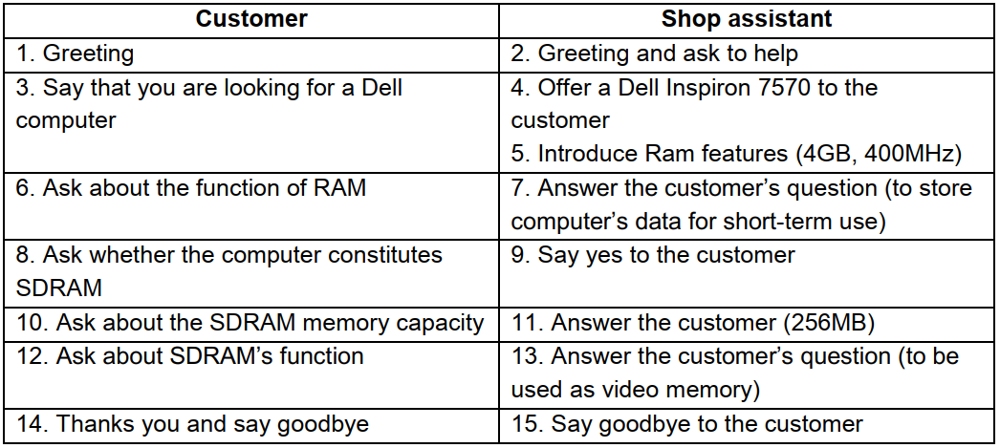 Customer
Shop assistant
1. Greeting
2. Greeting and ask to help
3. Say that you are looking for a Dell
computer
4. Offer a Dell Inspiron 7570 to the
customer
5. Introduce Ram features (4GB, 400MHz)
6. Ask about the function of RAM
7. Answer the customer’s question (to store
computer’s data for short-term use)
8. Ask whether the computer constitutes
SDRAM
9. Say yes to the customer
10. Ask about the SDRAM memory capacity
11. Answer the customer (256MB)
12. Ask about SDRAM’s function
13. Answer the customer’s question (to be
used as video memory)
14. Thanks you and say goodbye
15. Say goodbye to the customer